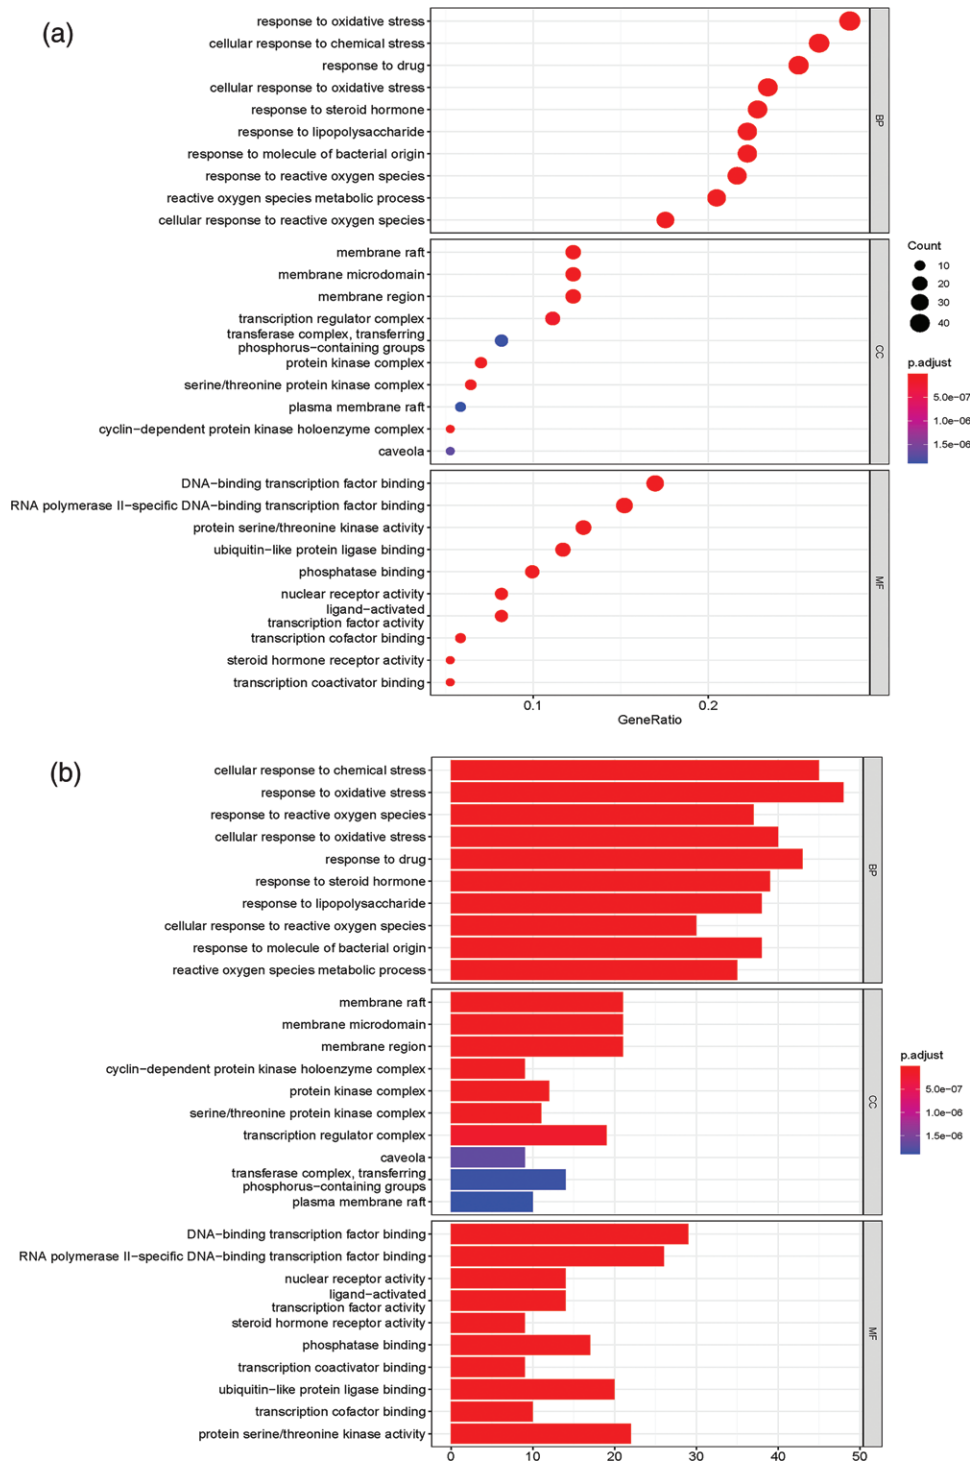 (a)
response to oxidative stress
cellular response to chemical stress
response to drug
cellular response to oxidative stress
response to steroid hormone
response to lipopolysaccharide
response to molecule of bacterial origin
response to reactive oxygen species
reactive oxygen species metabolic process
cellular response to reactive oxygen species
BP
membrane raft
membrane microdomain
membrane region
transcription regulator complex
transferase complex, transferring
phosphorus−containing groups
protein kinase complex
serine/threonine protein kinase complex
plasma membrane raft
cyclin−dependent protein kinase holoenzyme complex
caveola
CC
DNA−binding transcription factor binding
RNA polymerase II−specific DNA−binding transcription factor binding
protein serine/threonine kinase activity
ubiquitin−like protein ligase binding
phosphatase binding
nuclear receptor activity
ligand−activated
transcription factor activity
transcription cofactor binding
steroid hormone receptor activity
transcription coactivator binding
MF
0.1 0.2
GeneRatio
Count
10
20
30
40
p.adjust
5.0e−07
1.0e−06
1.5e−06
(b)
cellular response to chemical stress
response to oxidative stress
response to reactive oxygen species
cellular response to oxidative stress
response to drug
response to steroid hormone
response to lipopolysaccharide
cellular response to reactive oxygen species
response to molecule of bacterial origin
reactive oxygen species metabolic process
BP
membrane raft
membrane microdomain
membrane region
cyclin−dependent protein kinase holoenzyme complex
protein kinase complex
serine/threonine protein kinase complex
transcription regulator complex
caveola
transferase complex, transferring
phosphorus−containing groups
plasma membrane raft
CC
DNA−binding transcription factor binding
RNA polymerase II−specific DNA−binding transcription factor binding
nuclear receptor activity
ligand−activated
transcription factor activity
steroid hormone receptor activity
phosphatase binding
transcription coactivator binding
ubiquitin−like protein ligase binding
transcription cofactor binding
protein serine/threonine kinase activity
MF
0 10 20 30 40 50
p.adjust
5.0e−07
1.0e−06
1.5e−06